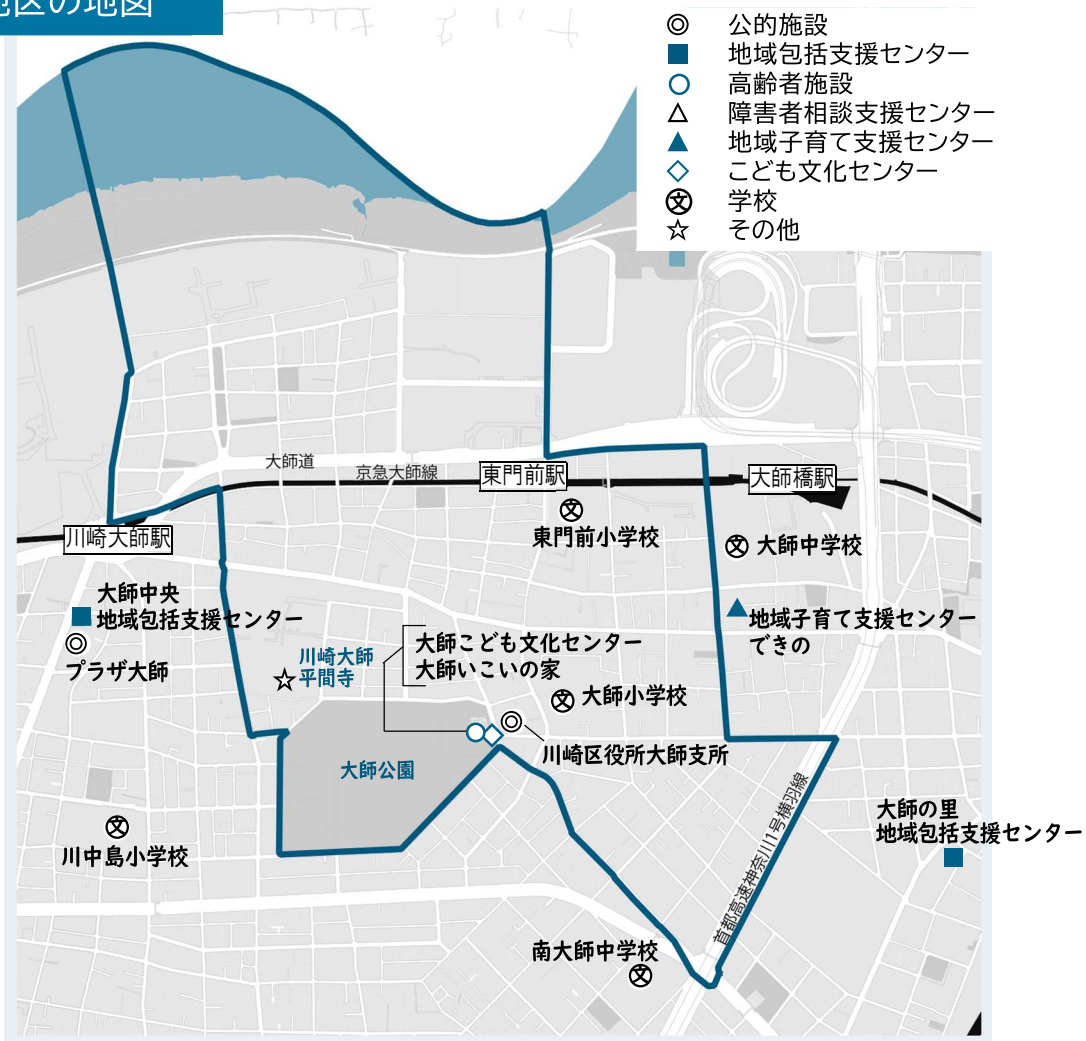 地区の地図
公的施設
地域包括支援センター
高齢者施設
障害者相談支援センター
地域子育て支援センター
こども文化センター
文 学校
その他
大師道
京急大師線
東門前駅
大師橋駅
川崎大師駅
文
東門前小学校
文 大師中学校
大師中央
地域包括支援センター
プラザ大師
地域子育て支援センター
できの
大師こども文化センター
大師いこいの家
川崎大師
平間寺
文 大師小学校
川崎区役所大師支所
大師公園
首都高速神奈川1号横羽線
大師の里
地域包括支援センター
文
川中島小学校
南大師中学校
文